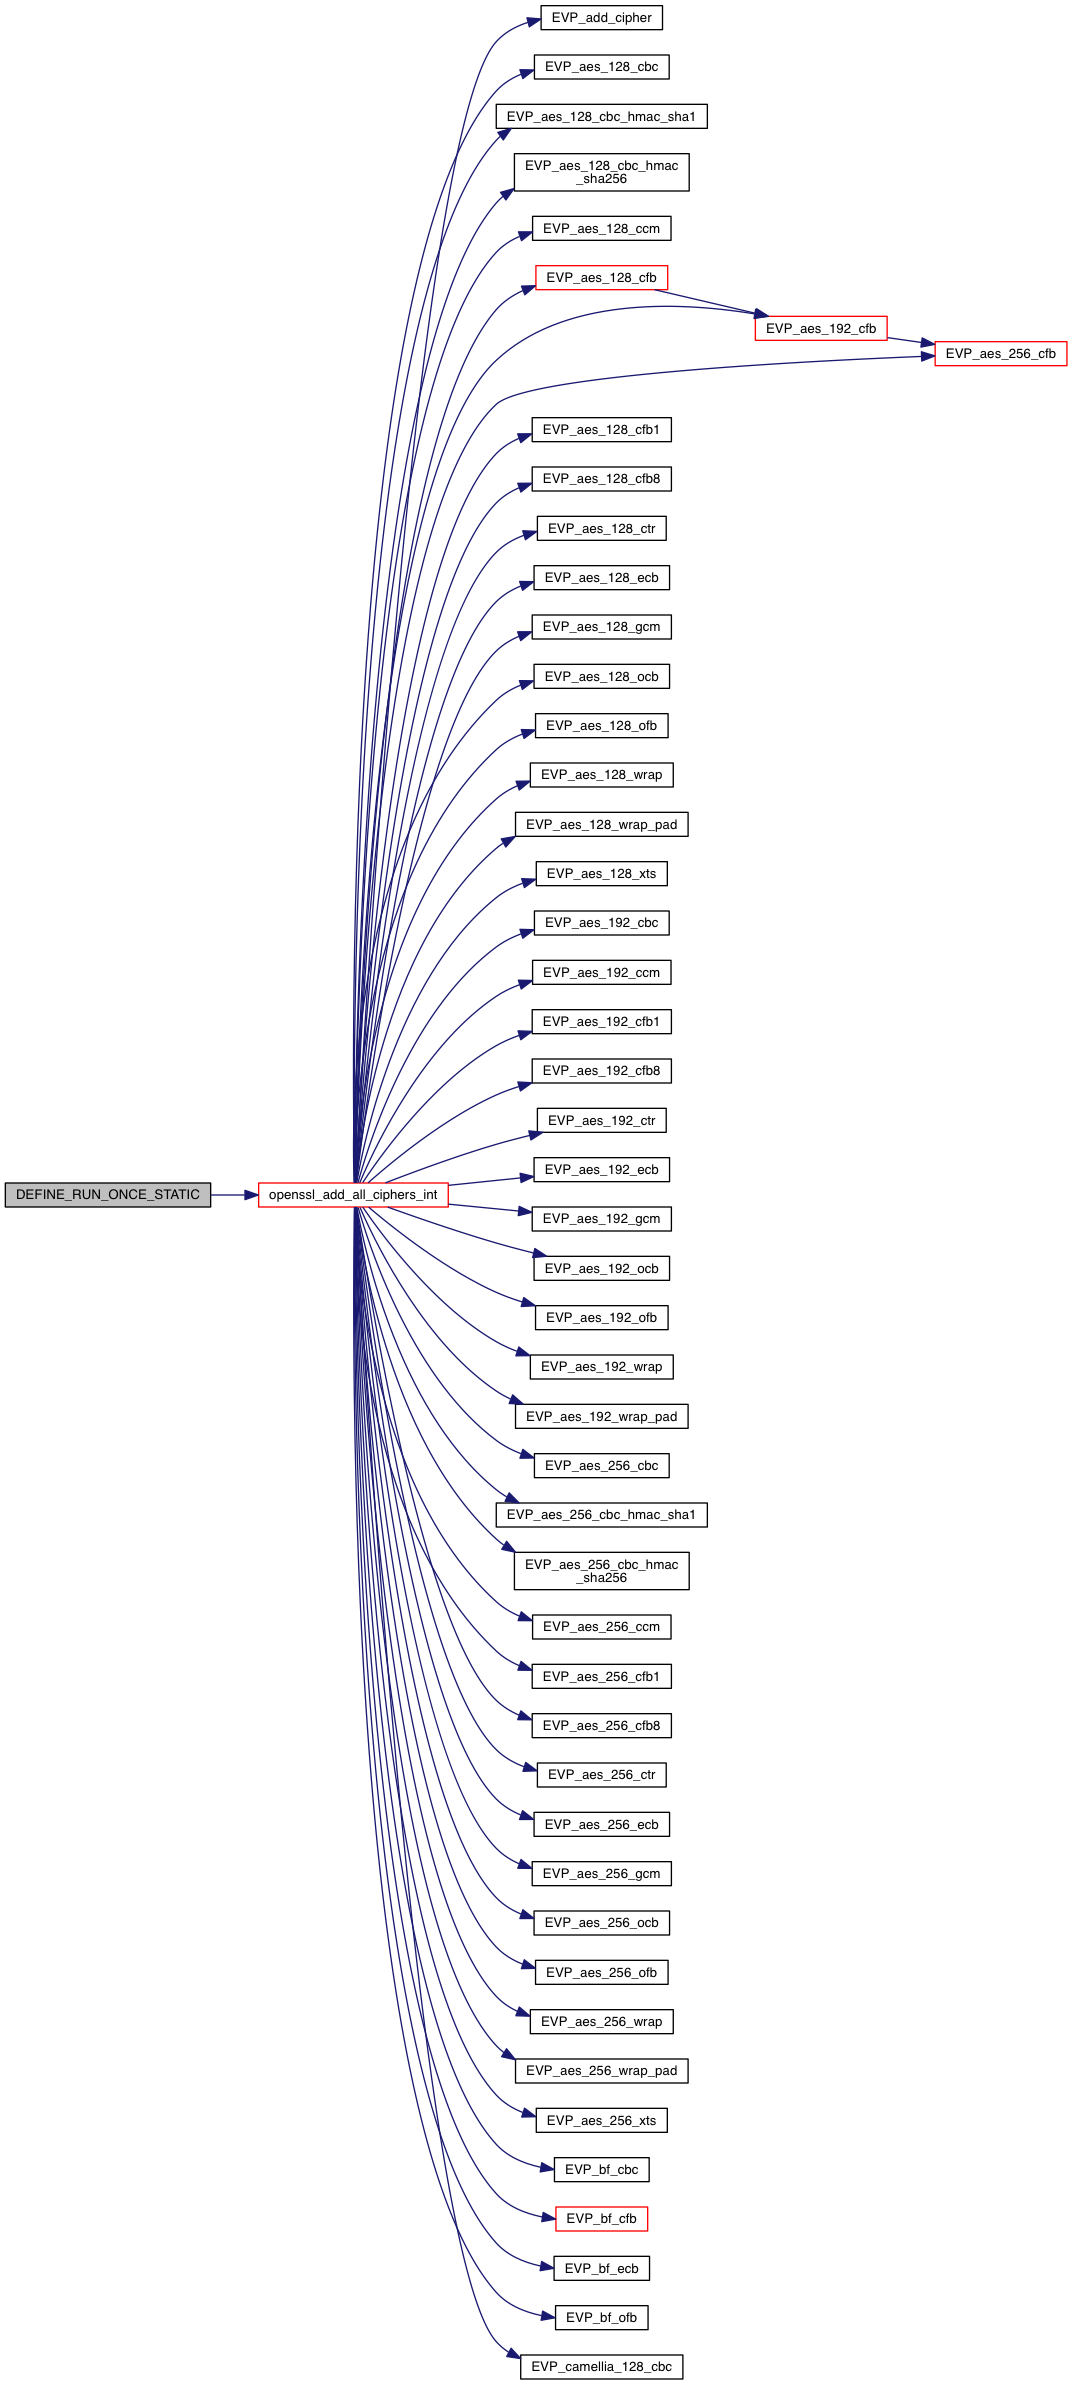 EVP_add_cipher
EVP_aes_128_cbc
EVP_aes_128_cbc_hmac_sha1
EVP_aes_128_cbc_hmac
_sha256
EVP_aes_128_ccm
EVP_aes_128_cfb
EVP_aes_192_cfb
EVP_aes_256_cfb
EVP_aes_128_cfb1
EVP_aes_128_cfb8
EVP_aes_128_ctr
EVP_aes_128_ecb
EVP_aes_128_gcm
EVP_aes_128_ocb
EVP_aes_128_ofb
EVP_aes_128_wrap
EVP_aes_128_wrap_pad
EVP_aes_128_xts
EVP_aes_192_cbc
EVP_aes_192_ccm
EVP_aes_192_cfb1
EVP_aes_192_cfb8
EVP_aes_192_ctr
EVP_aes_192_ecb
DEFINE_RUN_ONCE_STATIC
openssl_add_all_ciphers_int
EVP_aes_192_gcm
EVP_aes_192_ocb
EVP_aes_192_ofb
EVP_aes_192_wrap
EVP_aes_192_wrap_pad
EVP_aes_256_cbc
EVP_aes_256_cbc_hmac_sha1
EVP_aes_256_cbc_hmac
_sha256
EVP_aes_256_ccm
EVP_aes_256_cfb1
EVP_aes_256_cfb8
EVP_aes_256_ctr
EVP_aes_256_ecb
EVP_aes_256_gcm
EVP_aes_256_ocb
EVP_aes_256_ofb
EVP_aes_256_wrap
EVP_aes_256_wrap_pad
EVP_aes_256_xts
EVP_bf_cbc
EVP_bf_cfb
EVP_bf_ecb
EVP_bf_ofb
EVP_camellia_128_cbc